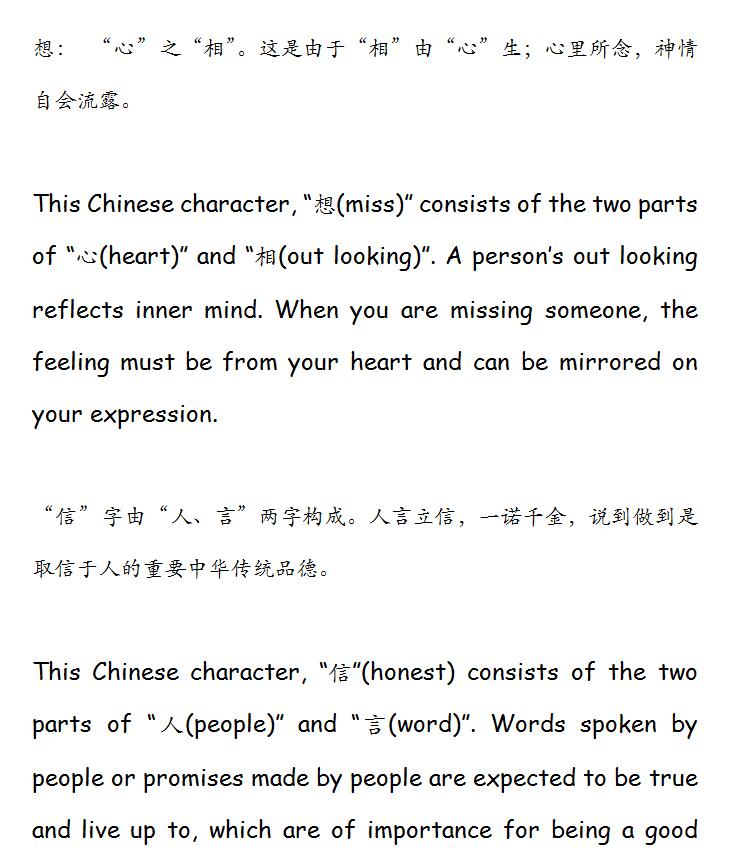 想：　“心”之“相”。这是由于“相”由“心”生；心里所念，神情
自会流露。
This Chinese character, “想(miss)” consists of the two parts
of “心(heart)” and “相(out looking)”. A person’s out looking
reflects inner mind. When you are missing someone, the
feeling must be from your heart and can be mirrored on
your expression.
“信”字由“人、言”两字构成。人言立信，一诺千金，说到做到是
取信于人的重要中华传统品德。
This Chinese character, “信”(honest) consists of the two
parts of “人(people)” and “言(word)”. Words spoken by
people or promises made by people are expected to be true
and live up to, which are of importance for being a good